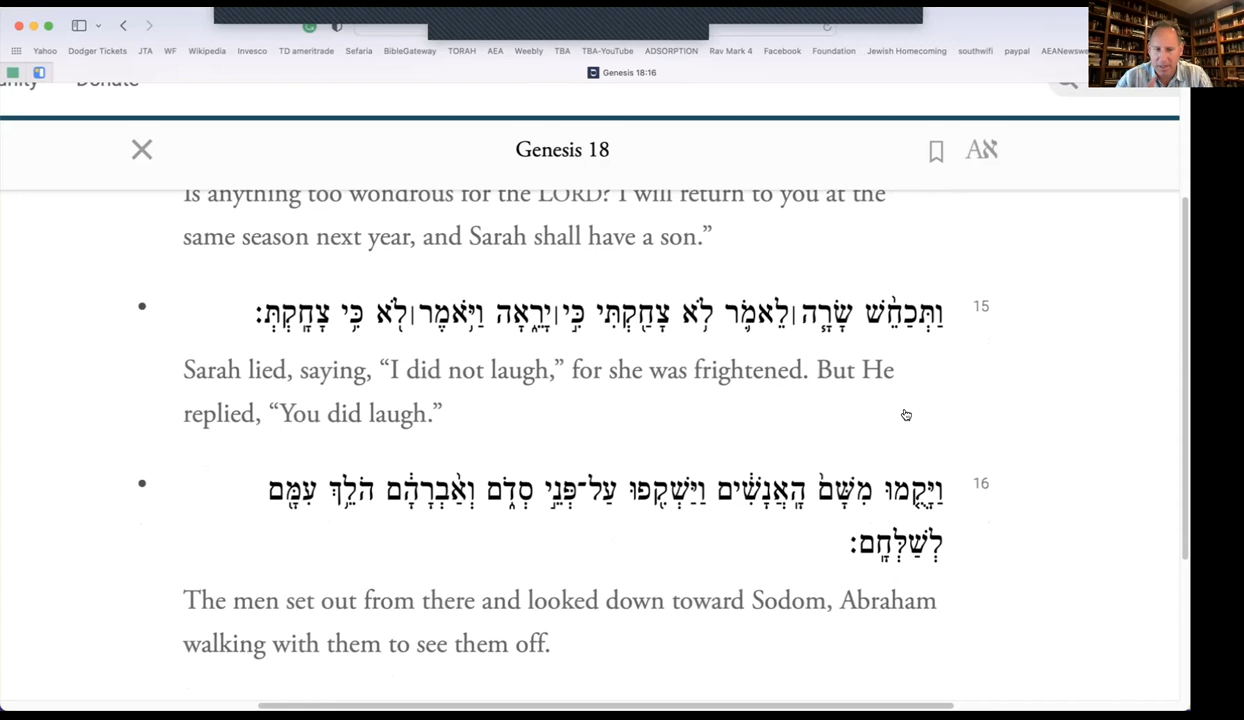 Yahoo Dodger Tickets JTA WF Wikipedia Invesco TD ameritrade Sefaria BibleGateway TORAH AEA Weebly TBA TBA-YouTube ADSORPTION Rav Mark 4 Facebook Foundation Jewish Homecoming southwifi paypal AEANewswe
Genesis 18:16
Donate
Genesis 18
Is anything too wondrous for the LORD? I will return to you at the
same season next year, and Sarah shall have a son.”
15
וַתְּכַחֵ֨שׁ שָׂרָ֧ה ׀ לֵאמֹ֛ר לֹ֥א צָחַ֖קְתִּי כִּ֣י ׀ יָרֵ֑אָה וַיֹּ֥אמֶר ׀ לֹ֖א כִּ֥י צָחָֽקְתְּ׃
Sarah lied, saying, “I did not laugh,” for she was frightened. But He
replied, “You did laugh.”
16
וַיָּקֻ֤מוּ מִשָּׁם֙ הָֽאֲנָשִׁ֔ים וַיַּשְׁקִ֖פוּ עַל־פְּנֵ֣י סְדֹ֑ם וְאַ֨בְרָהָ֔ם הֹלֵ֥ךְ עִמָּ֖ם
לְשַׁלְּחָֽם׃
The men set out from there and looked down toward Sodom, Abraham
walking with them to see them off.